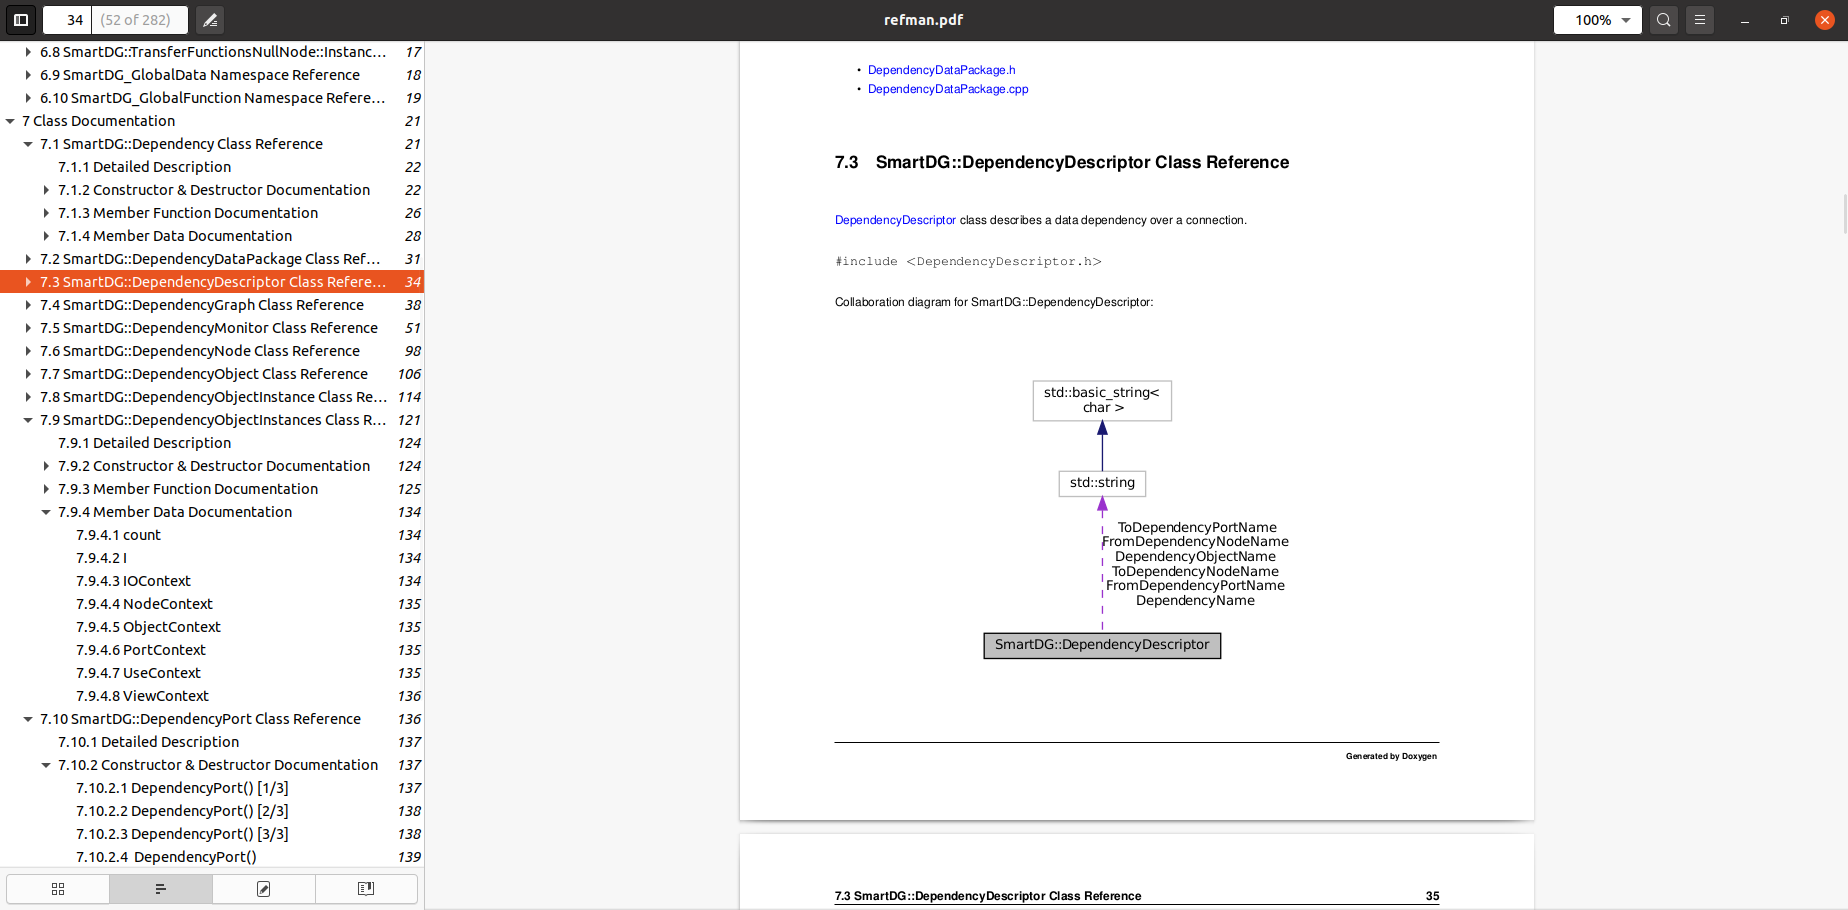 34 (52 of 282)
refman.pdf
100%
6.8 SmartDG::TransferFunctionsNullNode::Instanc... 17
6.9 SmartDG_GlobalData Namespace Reference 18
6.10 SmartDG_GlobalFunction Namespace Refere... 19
7 Class Documentation 21
7.1 SmartDG::Dependency Class Reference 21
7.1.1 Detailed Description 22
7.1.2 Constructor & Destructor Documentation 22
7.1.3 Member Function Documentation 26
7.1.4 Member Data Documentation 28
7.2 SmartDG::DependencyDataPackage Class Ref... 31
7.3 SmartDG::DependencyDescriptor Class Refere... 34
7.4 SmartDG::DependencyGraph Class Reference 38
7.5 SmartDG::DependencyMonitor Class Reference 51
7.6 SmartDG::DependencyNode Class Reference 98
7.7 SmartDG::DependencyObject Class Reference 106
7.8 SmartDG::DependencyObjectInstance Class Re... 114
7.9 SmartDG::DependencyObjectInstances Class R... 121
7.9.1 Detailed Description 124
7.9.2 Constructor & Destructor Documentation 124
7.9.3 Member Function Documentation 125
7.9.4 Member Data Documentation 134
7.9.4.1 count 134
7.9.4.2 I 134
7.9.4.3 IOContext 134
7.9.4.4 NodeContext 135
7.9.4.5 ObjectContext 135
7.9.4.6 PortContext 135
7.9.4.7 UseContext 135
7.9.4.8 ViewContext 136
7.10 SmartDG::DependencyPort Class Reference 136
7.10.1 Detailed Description 137
7.10.2 Constructor & Destructor Documentation 137
7.10.2.1 DependencyPort() [1/3] 137
7.10.2.2 DependencyPort() [2/3] 138
7.10.2.3 DependencyPort() [3/3] 138
7.10.2.4 DependencyPort() 139
• DependencyDataPackage.h
• DependencyDataPackage.cpp
7.3 SmartDG::DependencyDescriptor Class Reference
DependencyDescriptor class describes a data dependency over a connection.
#include <DependencyDescriptor.h>
Collaboration diagram for SmartDG::DependencyDescriptor:
std::basic_string<
char >
std::string
ToDependencyPortName
FromDependencyNodeName
DependencyObjectName
ToDependencyNodeName
FromDependencyPortName
DependencyName
SmartDG::DependencyDescriptor
Generated by Doxygen
7.3 SmartDG::DependencyDescriptor Class Reference 35